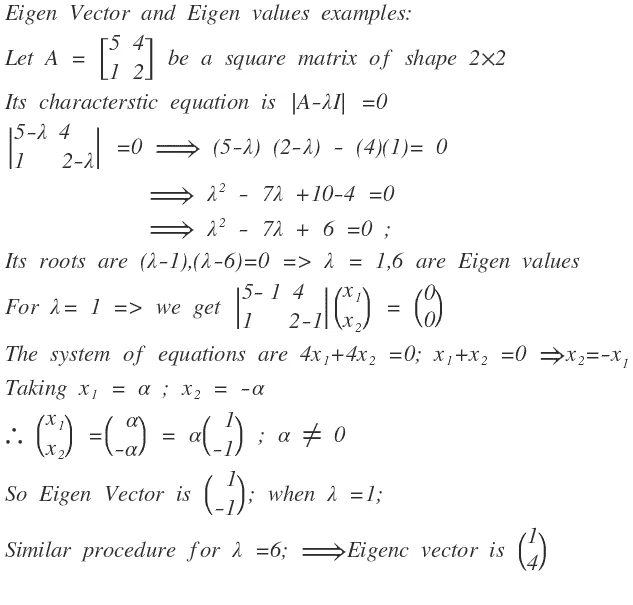 Eigen Vector and Eigen values examples:
Let A = [5 4
1 2] be a square matrix of shape 2×2
Its characterstic equation is |A-λI| =0
|5-λ 4
1 2-λ| =0 ⟹ (5-λ) (2-λ) - (4)(1)= 0
⟹ λ² - 7λ +10-4 =0
⟹ λ² - 7λ + 6 =0 ;
Its roots are (λ-1),(λ-6)=0 => λ = 1,6 are Eigen values
For λ= 1 => we get |5- 1 4
1 2-1| (x₁
x₂) = (0
0)
The system of equations are 4x₁+4x₂ =0; x₁+x₂ =0 ⇒x₂=-x₁
Taking x₁ = α ; x₂ = -α
∴ (x₁
x₂) =(α
-α) = α(1
-1) ; α ≠ 0
So Eigen Vector is (1
-1); when λ =1;
Similar procedure for λ =6; ⟹Eigenc vector is (1
4)